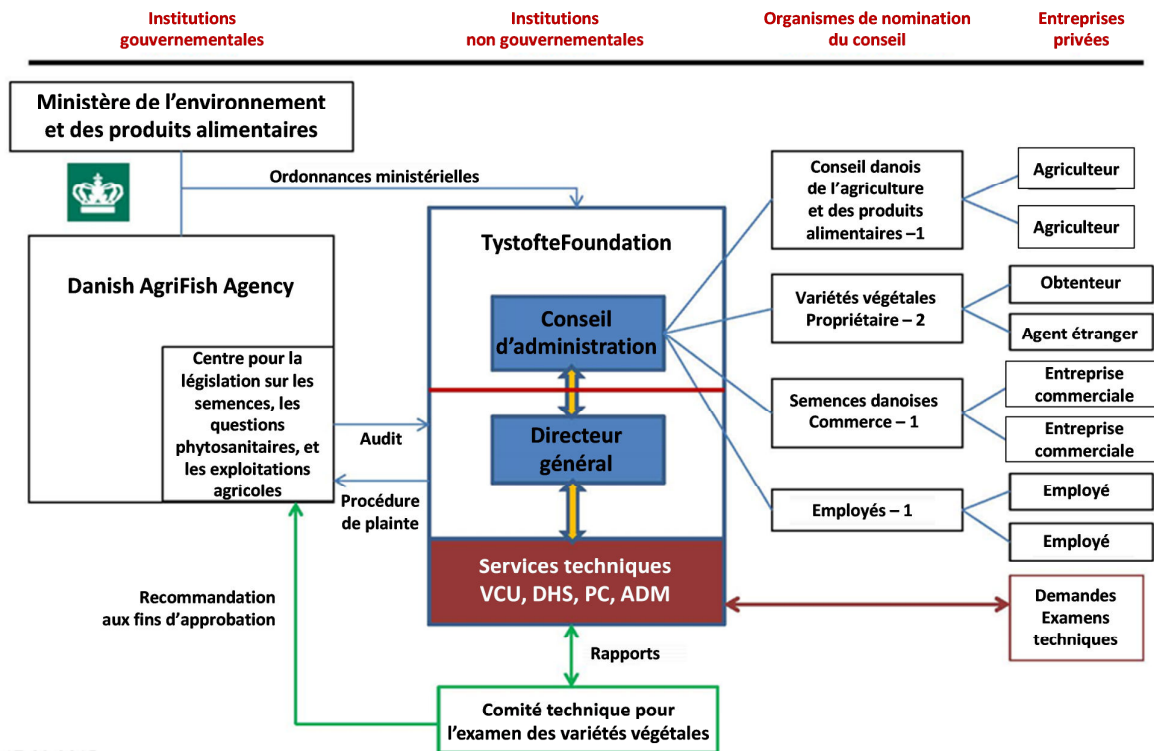 Institutions
gouvernementales
Institutions
non gouvernementales
Organismes de nomination
du conseil
Entreprises
privées
Ministère de l’environnement
et des produits alimentaires
Ordonnances ministérielles
Danish AgriFish Agency
Centre pour la
législation sur les
semences, les
questions
phytosanitaires, et
les exploitations
agricoles
Audit
Procédure
de plainte
Recommandation
aux fins d’approbation
TystofteFoundation
Conseil
d’administration
Directeur
général
Services techniques
VCU, DHS, PC, ADM
Rapports
Comité technique pour
l’examen des variétés végétales
Conseil danois
de l’agriculture
et des produits
alimentaires –1
Variétés végétales
Propriétaire – 2
Semences danoises
Commerce – 1
Employés – 1
Agriculteur
Agriculteur
Obtenteur
Agent étranger
Entreprise
commerciale
Entreprise
commerciale
Employé
Employé
Demandes
Examens
techniques